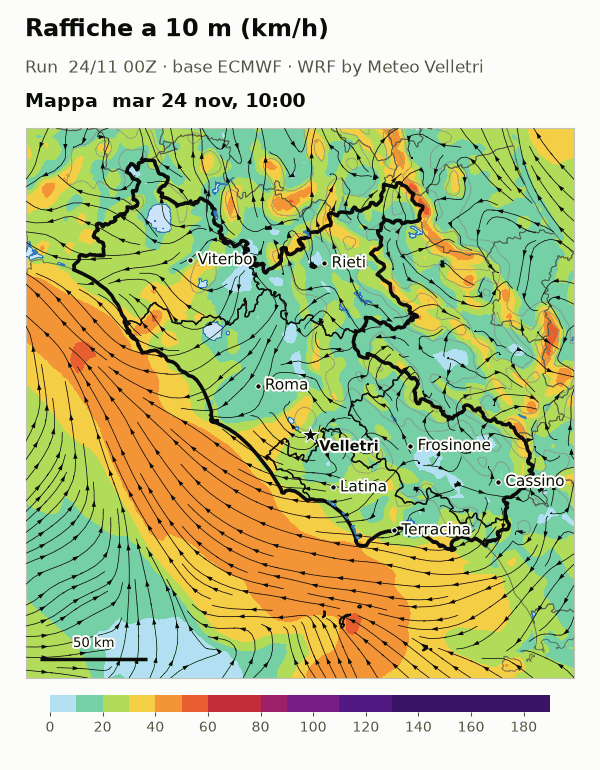 Raffiche a 10 m (km/h)
Run  24/11 00Z · base ECMWF · WRF by Meteo Velletri
Mappa  mar 24 nov, 10:00
Viterbo
Rieti
Roma
Velletri
Frosinone
Latina
Cassino
Terracina
50 km
0 20 40 60 80 100 120 140 160 180